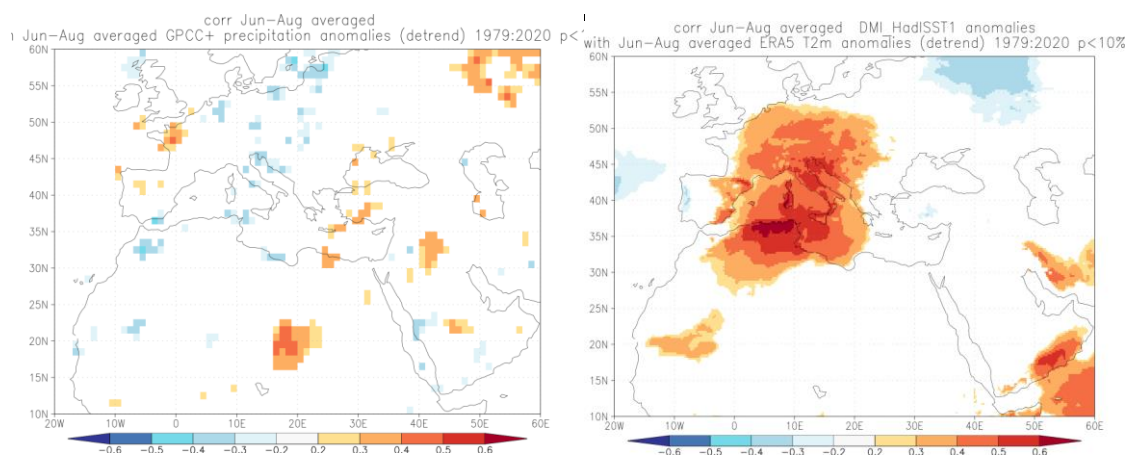 corr Jun-Aug averaged
Jun-Aug averaged GPCC+ precipitation anomalies (detrend) 1979:2020 p<
60N
55N
50N
45N
40N
35N
30N
25N
20N
15N
10N
20W 10W 0 10E 20E 30E 40E 50E 60E
-0.6 -0.5 -0.4 -0.3 -0.2 0.2 0.3 0.4 0.5 0.6
corr Jun-Aug averaged DMI_HadISST1 anomalies
with Jun-Aug averaged ERA5 T2m anomalies (detrend) 1979:2020 p<10%
60N
55N
50N
45N
40N
35N
30N
25N
20N
15N
10N
20W 10W 0 10E 20E 30E 40E 50E 60E
-0.6 -0.5 -0.4 -0.3 -0.2 0.2 0.3 0.4 0.5 0.6